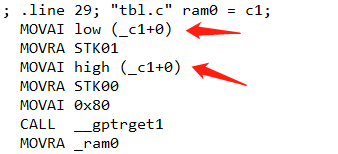 ; .line 29; "tbl.c" ram0 = c1;
MOVAI low (_c1+0)
MOVRA STK01
MOVAI high (_c1+0)
MOVRA STK00
MOVAI 0x80
CALL __gptrget1
MOVRA _ram0